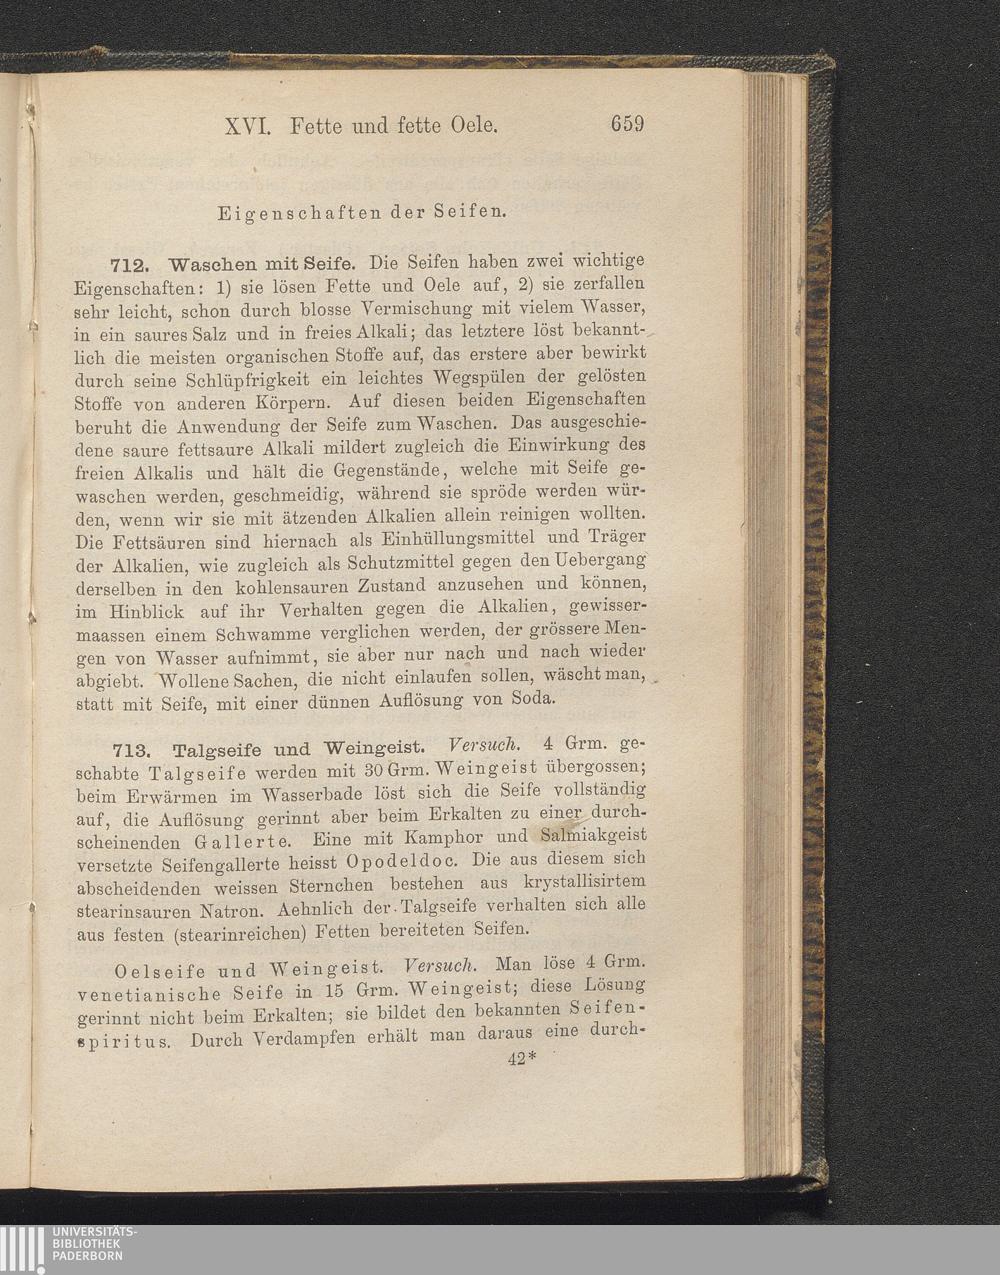 XVI. Fette und fette Oele. 659
Eigenschaften der Seifen.
712. Waschen mit Seife. Die Seifen haben zwei wichtige
Eigenschaften: 1) sie lösen Fette und Oele auf, 2) sie zerfallen
sehr leicht, schon durch blosse Vermischung mit vielem Wasser,
in ein saures Salz und in freies Alkali; das letztere löst bekannt-
lich die meisten organischen Stoffe auf, das erstere aber bewirkt
durch seine Schlüpfrigkeit ein leichtes Wegspülen der gelösten
Stoffe von anderen Körpern. Auf diesen beiden Eigenschaften
beruht die Anwendung der Seife zum Waschen. Das ausgeschie-
dene saure fettsaure Alkali mildert zugleich die Einwirkung des
freien Alkalis und hält die Gegenstände, welche mit Seife ge-
waschen werden, geschmeidig, während sie spröde werden wür-
den, wenn wir sie mit ätzenden Alkalien allein reinigen wollten.
Die Fettsäuren sind hiernach als Einhüllungsmittel und Träger
der Alkalien, wie zugleich als Schutzmittel gegen den Uebergang
derselben in den kohlensauren Zustand anzusehen und können,
im Hinblick auf ihr Verhalten gegen die Alkalien, gewisser-
maassen einem Schwamme verglichen werden, der grössere Men-
gen von Wasser aufnimmt, sie aber nur nach und nach wieder
abgiebt. Wollene Sachen, die nicht einlaufen sollen, wäscht man,
statt mit Seife, mit einer dünnen Auflösung von Soda.
713. Talgseife und Weingeist. Versuch. 4 Grm. ge-
schabte Talgseife werden mit 30 Grm. Weingeist übergossen;
beim Erwärmen im Wasserbade löst sich die Seife vollständig
auf, die Auflösung gerinnt aber beim Erkalten zu einer durch-
scheinenden Gallerte. Eine mit Kamphor und Salmiakgeist
versetzte Seifengallerte heisst Opodeldoc. Die aus diesem sich
abscheidenden weissen Sternchen bestehen aus krystallisirtem
stearinsauren Natron. Aehnlich der Talgseife verhalten sich alle
aus festen (stearinreichen) Fetten bereiteten Seifen.
Oelseife und Weingeist. Versuch. Man löse 4 Grm.
venetianische Seife in 15 Grm. Weingeist; diese Lösung
gerinnt nicht beim Erkalten; sie bildet den bekannten Seifen-
spiritus. Durch Verdampfen erhält man daraus eine durch-
42*
UNIVERSITÄTS-
BIBLIOTHEK
PADERBORN